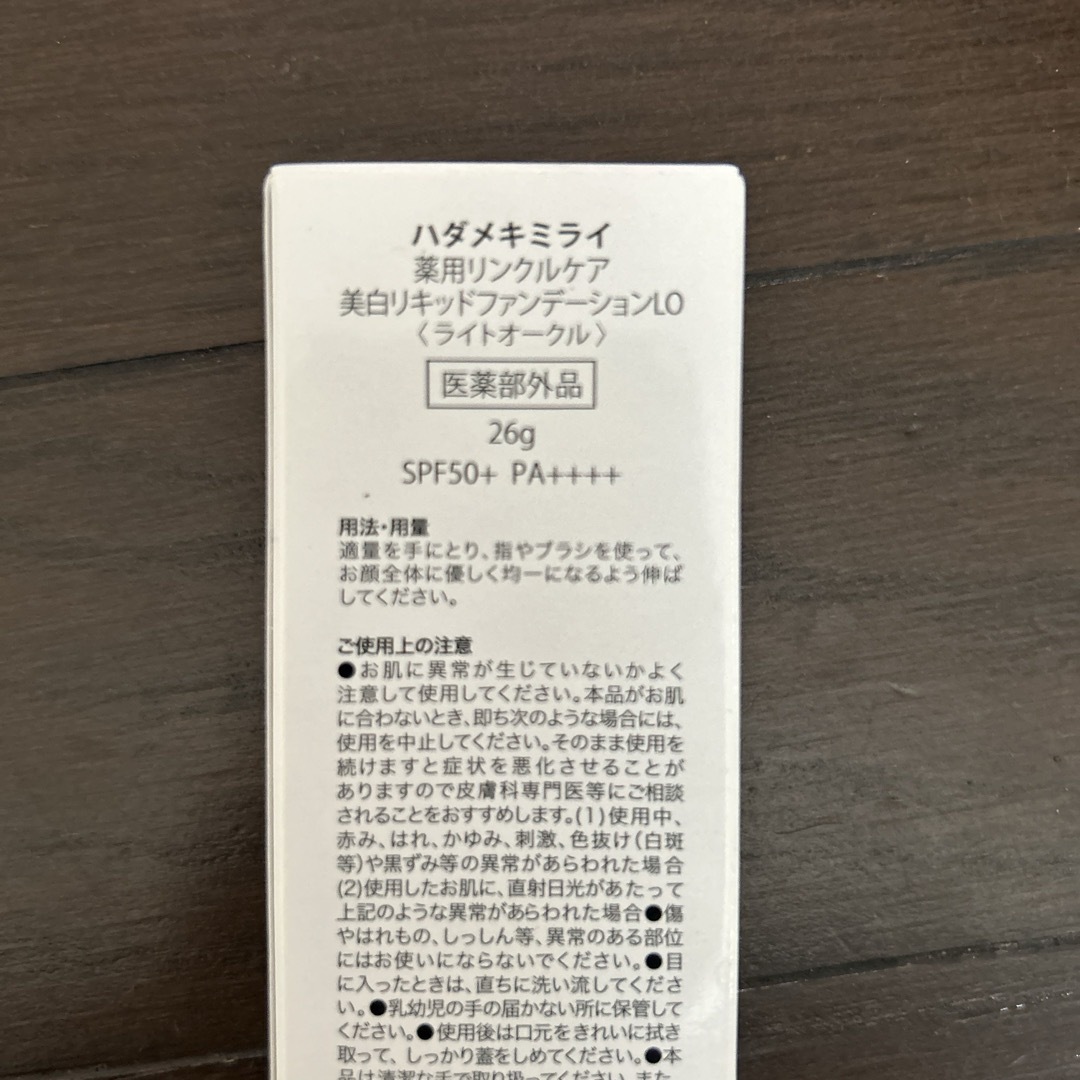 ハダメキミライ
薬用リンクルケア
美白リキッドファンデーションLO
〈ライトオークル〉
医薬部外品
26g
SPF50+ PA++++
用法・用量
適量を手にとり、指やブラシを使って、
お顔全体に優しく均一になるよう伸ば
してください。
ご使用上の注意
●お肌に異常が生じていないかよく
注意して使用してください。本品がお肌
に合わないとき、即ち次のような場合には、
使用を中止してください。そのまま使用を
続けますと症状を悪化させることが
ありますので皮膚科専門医等にご相談
されることをおすすめします。(1)使用中、
赤み、はれ、かゆみ、刺激、色抜け(白斑
等)や黒ずみ等の異常があらわれた場合
(2)使用したお肌に、直射日光があたって
上記のような異常があらわれた場合●傷
やはれもの、しっしん等、異常のある部位
にはお使いにならないでください。●目
に入ったときは、直ちに洗い流してくださ
い。●乳幼児の手の届かない所に保管して
ください。●使用後は口元をきれいに拭き
取って、しっかり蓋をしめてください。●本
品は清潔な手で取り扱ってください。また、